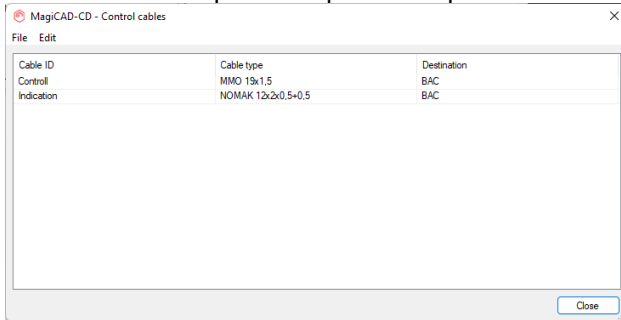 MagiCAD-CD - Control cables
File Edit
Cable ID Cable type Destination
Controll MMO 19x1,5 BAC
Indication NOMAK 12x2x0,5+0,5 BAC
Close